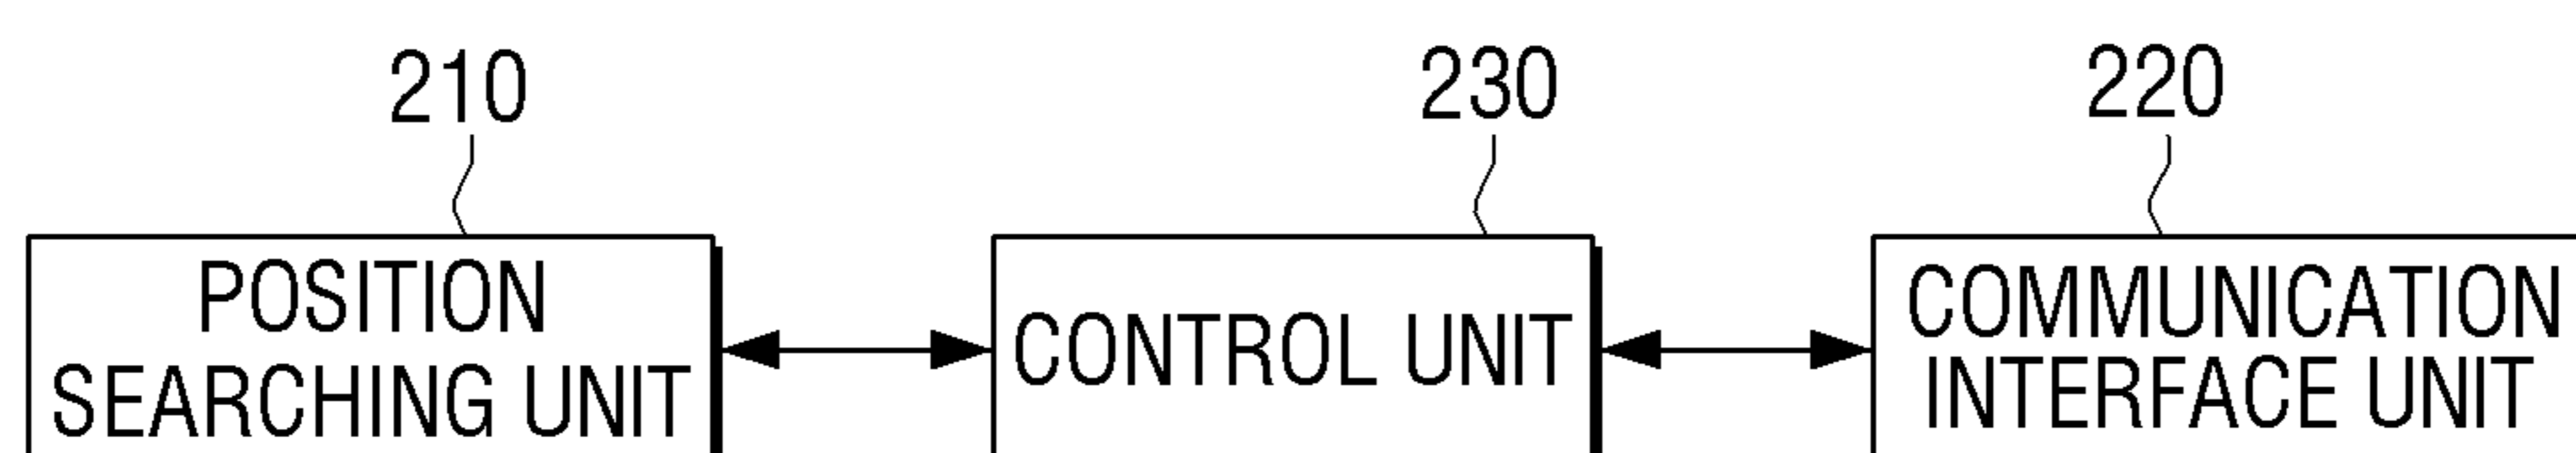 210
230
220
POSITION
SEARCHING UNIT
CONTROL UNIT
COMMUNICATION
INTERFACE UNIT